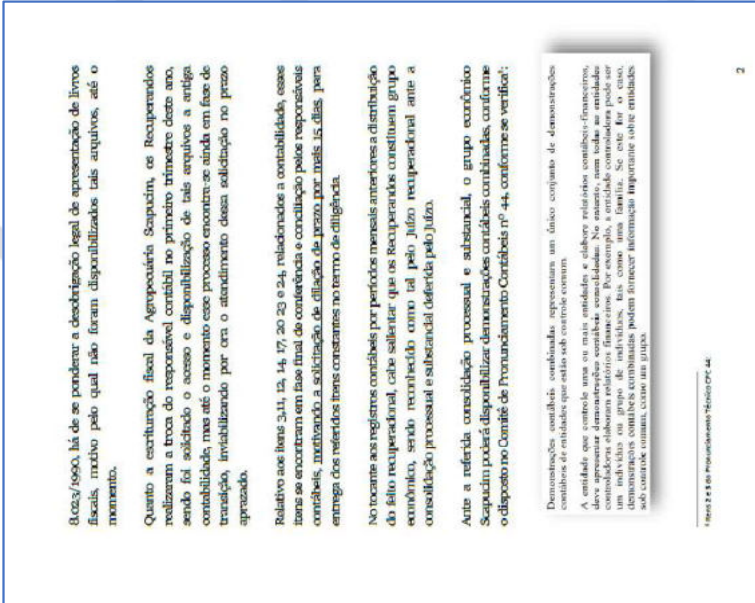 8.023/1990, há de se ponderar a desobrigação legal de apresentação de livros
fiscais, motivo pelo qual não foram disponibilizados tais arquivos, até o
momento.
Quanto a escrituração fiscal da Agropecuária Scapucim, os Recuperandos
realizaram a troca do responsável contábil no primeiro trimestre deste ano,
sendo foi solicitado o acesso e disponibilização de tais arquivos a antiga
contabilidade, mas até o momento esse processo encontra-se ainda em fase de
transição, inviabilizando por ora o atendimento dessa solicitação no prazo
aprazado.
Relativo aos itens 3,11, 12, 14, 17, 20 23 e 24, relacionados a contabilidade, esses
itens se encontram em fase final de conferência e conciliação pelos responsáveis
contábeis, motivando a solicitação de dilação de prazo por mais 15 dias, para
entrega dos referidos itens constantes no termo de diligência.
No tocante aos registros contábeis por períodos mensais anteriores a distribuição
do feito recuperacional, cabe salientar que os Recuperandos constituem grupo
econômico, sendo reconhecido como tal pelo Juízo recuperacional ante a
consolidação processual e substancial deferida pelo Juízo.
Ante a referida consolidação processual e substancial, o grupo econômico
Scapucim poderá disponibilizar demonstrações contábeis combinadas, conforme
o disposto no Comitê de Pronunciamento Contábeis nº 44, conforme se verifica¹:
Demonstrações contábeis combinadas representam um único conjunto de demonstrações
contábeis de entidades que estão sob controle comum.
A entidade que controle uma ou mais entidades e elabore relatórios contábeis-financeiros,
deve apresentar demonstrações contábeis consolidadas. No entanto, nem todas as entidades
controladoras elaboram relatórios financeiros. Por exemplo, a entidade controladora pode ser
um indivíduo ou grupo de indivíduos, tais como uma família. Se este for o caso,
demonstrações contábeis combinadas podem fornecer informação importante sobre entidades
sob controle comum, como um grupo.
¹ Itens 2 e 3 do Pronunciamento Técnico CPC 44:
2